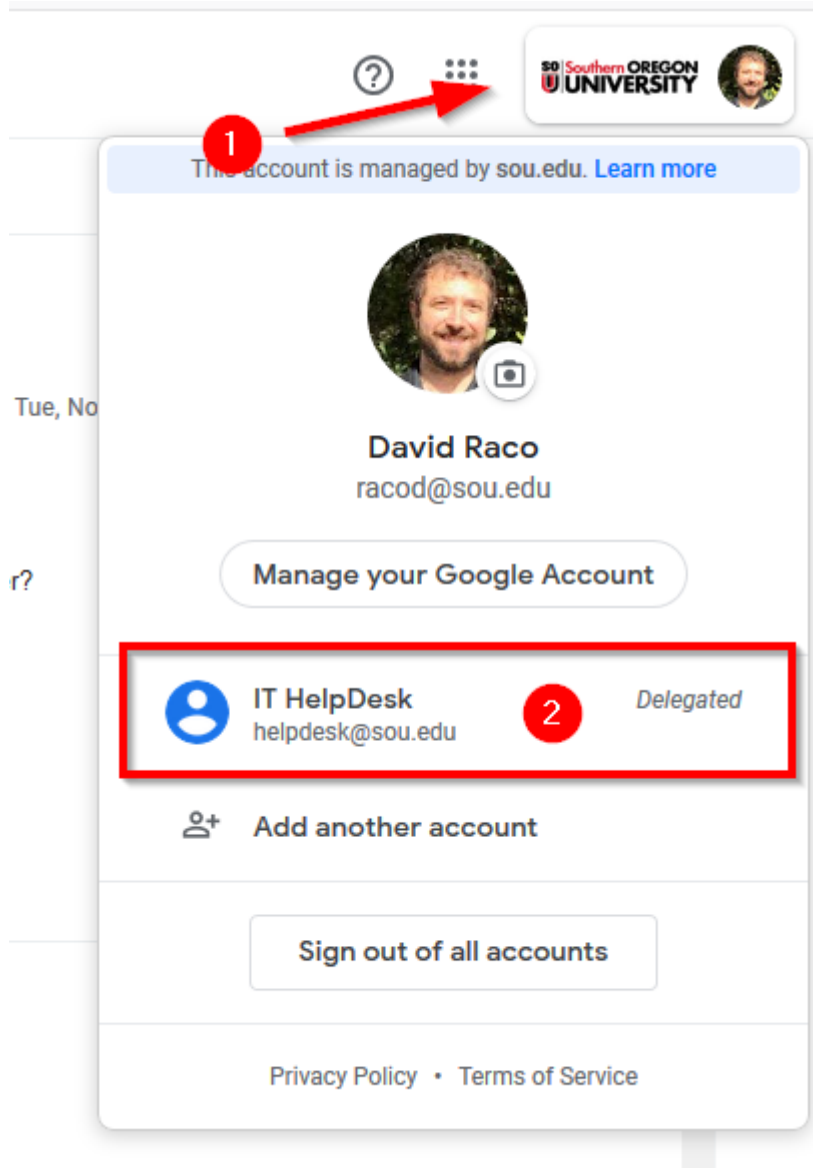 SO Southern OREGON
U UNIVERSITY
1
This account is managed by sou.edu. Learn more
Tue, No
David Raco
racod@sou.edu
r?
Manage your Google Account
IT HelpDesk
2
Delegated
helpdesk@sou.edu
Add another account
Sign out of all accounts
Privacy Policy • Terms of Service